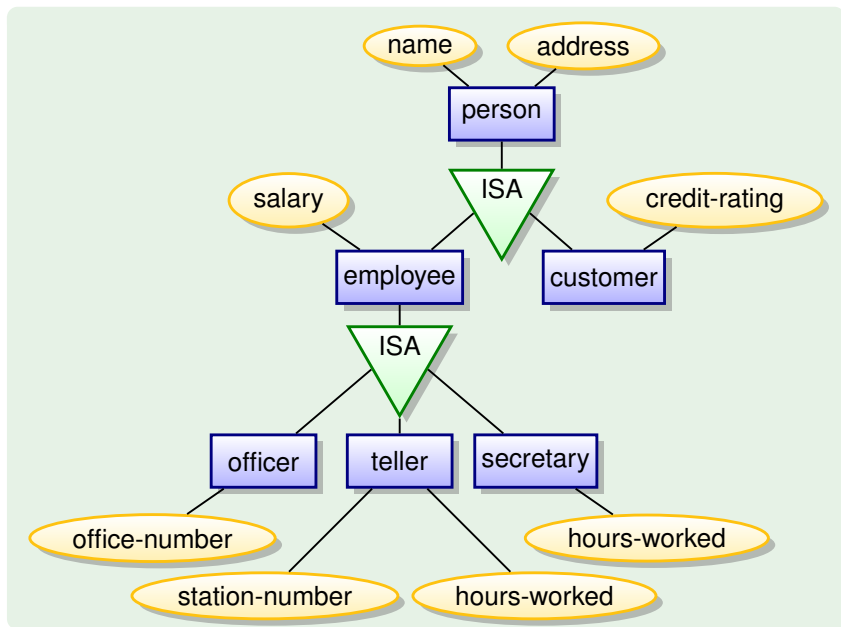 name
address
person
ISA
salary
credit-rating
employee
customer
ISA
officer
teller
secretary
office-number
hours-worked
station-number
hours-worked